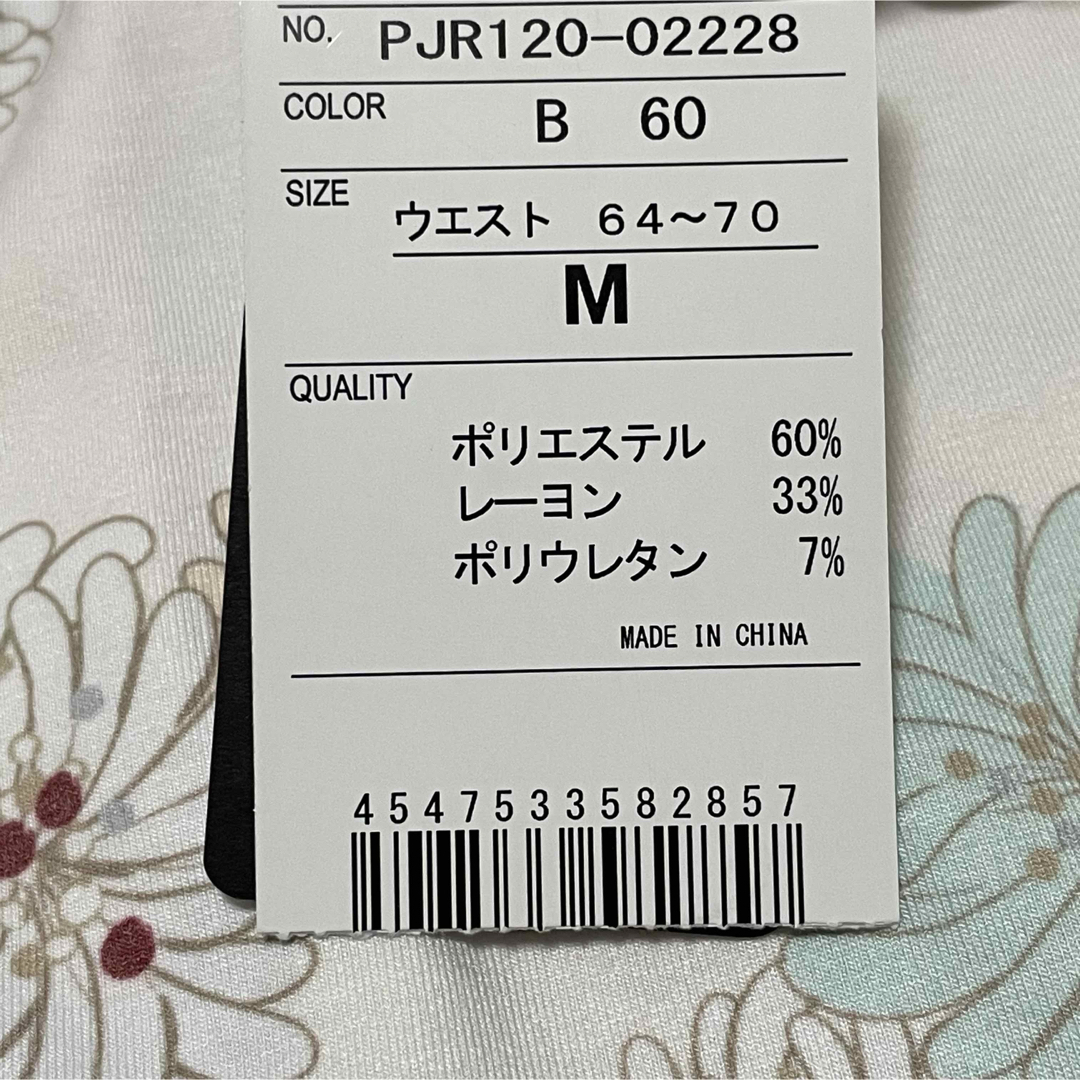 NO. PJR120-02228
COLOR B 60
SIZE ウエスト 64〜70
M
QUALITY
ポリエステル 60%
レーヨン 33%
ポリウレタン 7%
MADE IN CHINA
4547533582857